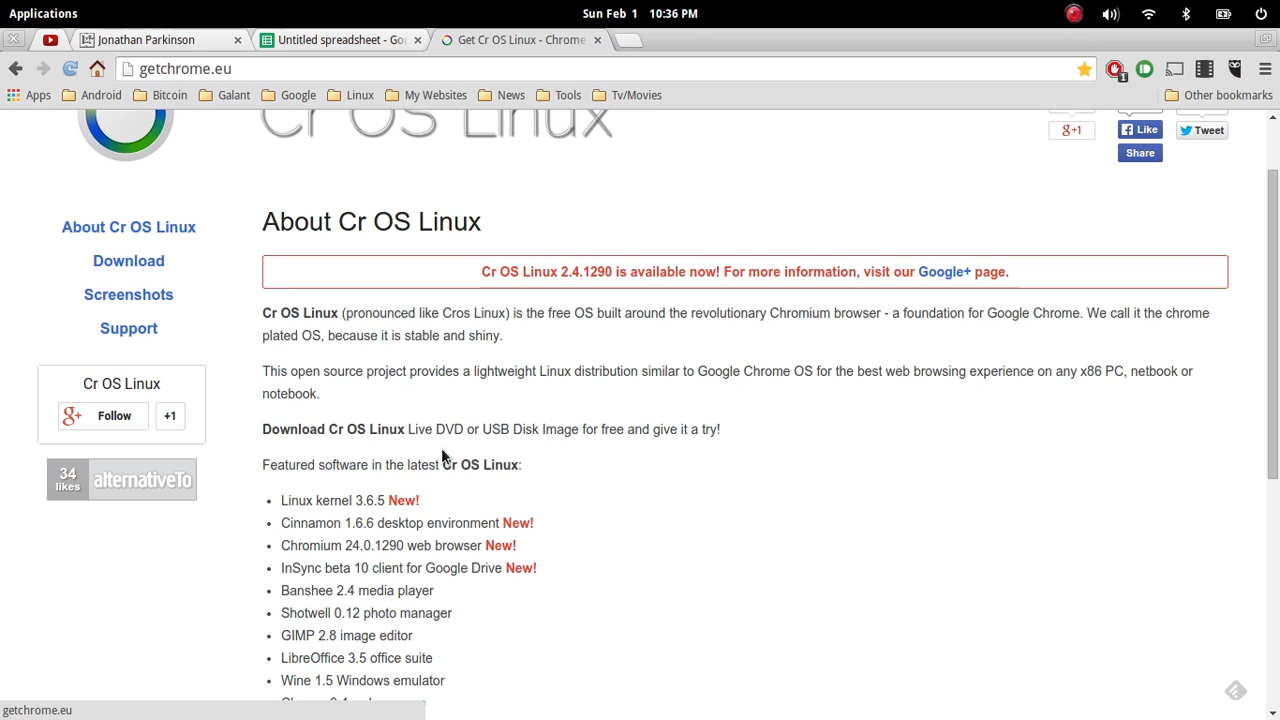 Applications
Sun Feb 1 10:36 PM
Jonathan Parkinson
Untitled spreadsheet - Go
Get Cr OS Linux - Chrome
getchrome.eu
1
Apps
Android
Bitcoin
Galant
Google
Linux
My Websites
News
Tools
Tv/Movies
Other bookmarks
Cr OS Linux
g+1
Like
Tweet
Share
About Cr OS Linux
Download
Screenshots
Support
Cr OS Linux
g+ Follow +1
34 likes
alternativeTo
About Cr OS Linux
Cr OS Linux 2.4.1290 is available now! For more information, visit our Google+ page.
Cr OS Linux (pronounced like Cros Linux) is the free OS built around the revolutionary Chromium browser - a foundation for Google Chrome. We call it the chrome
plated OS, because it is stable and shiny.
This open source project provides a lightweight Linux distribution similar to Google Chrome OS for the best web browsing experience on any x86 PC, netbook or
notebook.
Download Cr OS Linux Live DVD or USB Disk Image for free and give it a try!
Featured software in the latest Cr OS Linux:
Linux kernel 3.6.5 New!
Cinnamon 1.6.6 desktop environment New!
Chromium 24.0.1290 web browser New!
InSync beta 10 client for Google Drive New!
Banshee 2.4 media player
Shotwell 0.12 photo manager
GIMP 2.8 image editor
LibreOffice 3.5 office suite
Wine 1.5 Windows emulator
getchrome.eu